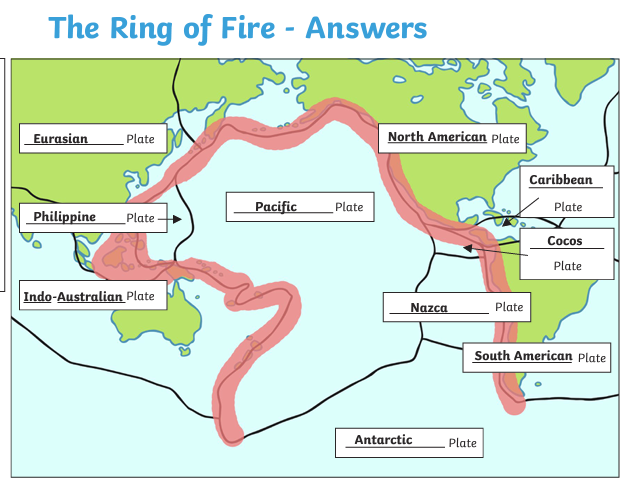 The Ring of Fire - Answers
Eurasian Plate
North American Plate
Caribbean
Plate
Philippine Plate
Pacific Plate
Cocos
Plate
Indo-Australian Plate
Nazca Plate
South American Plate
Antarctic Plate